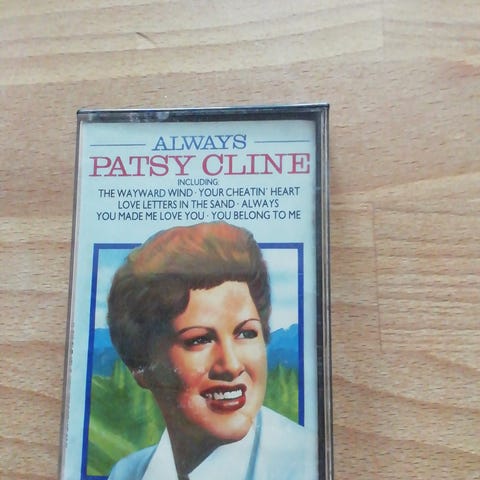 ALWAYS
PATSY CLINE
INCLUDING:
THE WAYWARD WIND · YOUR CHEATIN' HEART
LOVE LETTERS IN THE SAND · ALWAYS
YOU MADE ME LOVE YOU · YOU BELONG TO ME